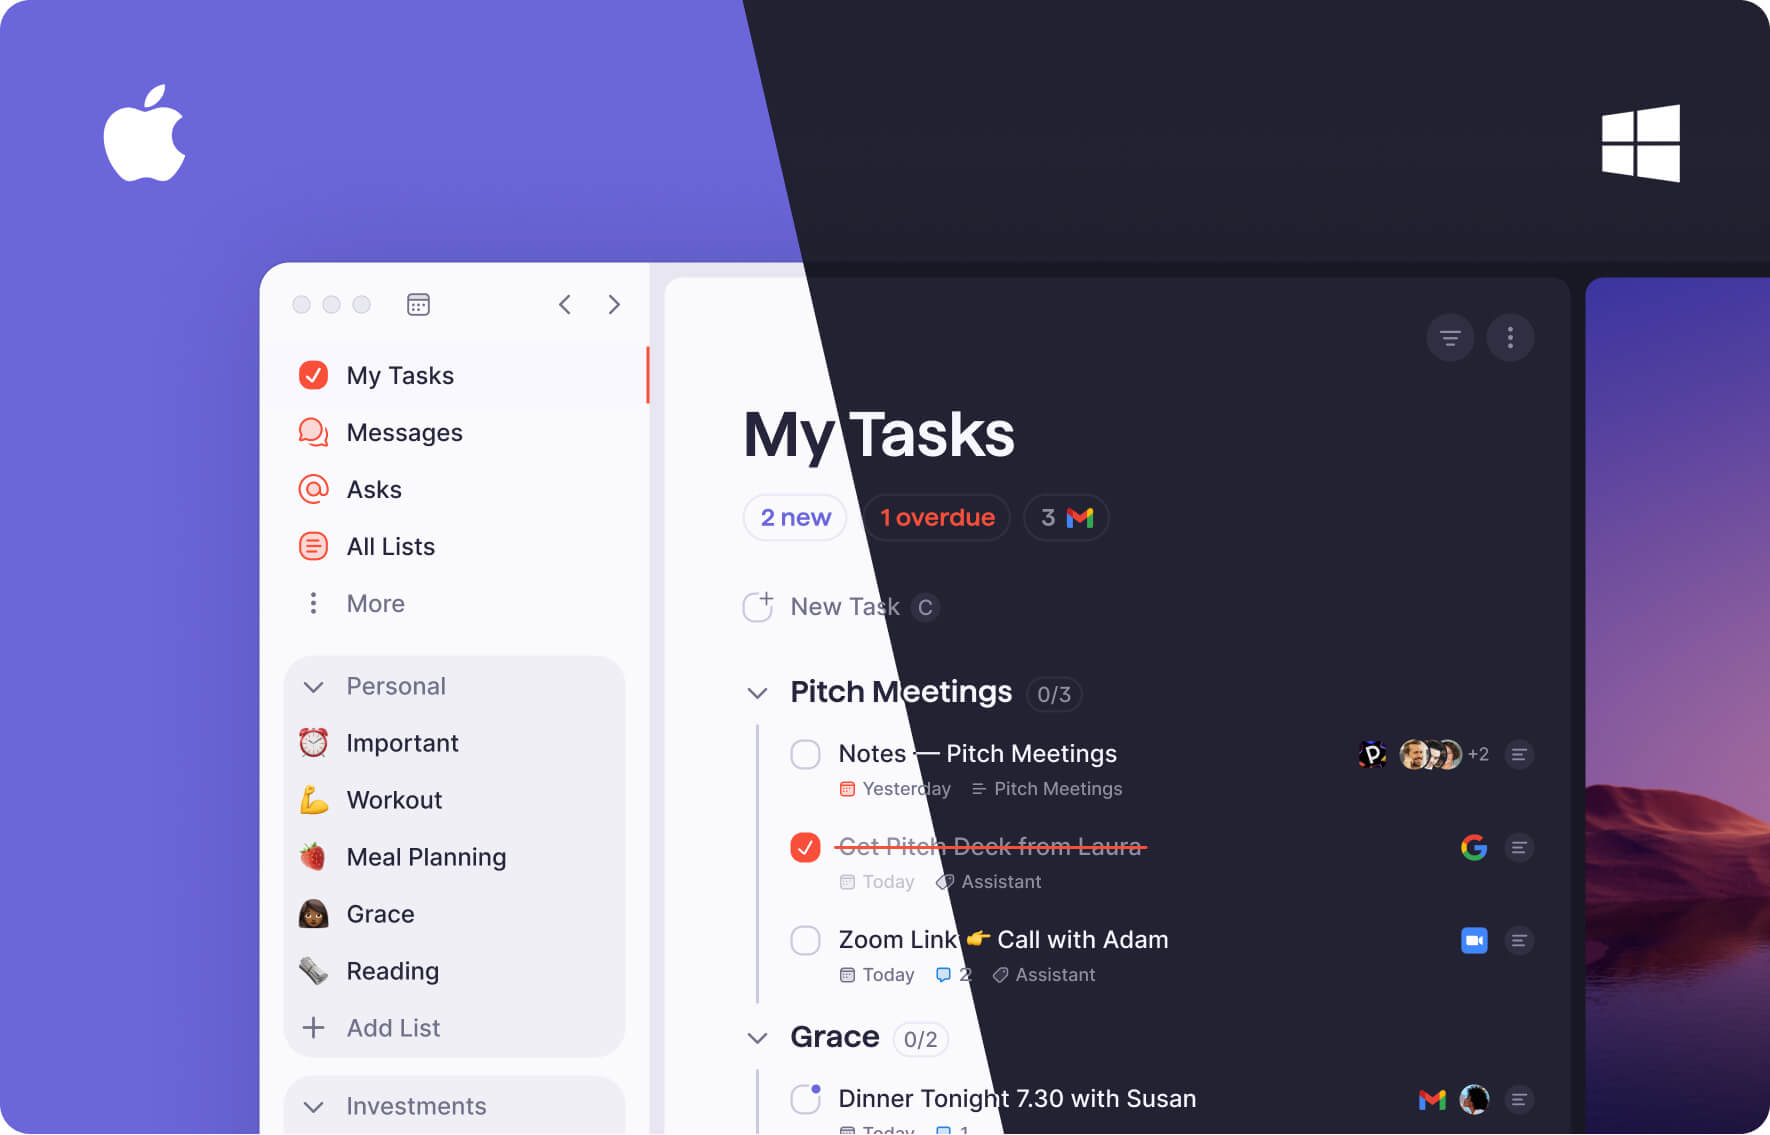 My Tasks
Messages
Asks
All Lists
More
Personal
Important
Workout
Meal Planning
Grace
Reading
Add List
Investments
My Tasks
2 new
1 overdue
3
New Task C
Pitch Meetings 0/3
Notes — Pitch Meetings
P
+2
Yesterday
Pitch Meetings
Get Pitch Deck from Laura
Today
Assistant
Zoom Link 👉 Call with Adam
Today
2
Assistant
Grace 0/2
Dinner Tonight 7.30 with Susan
Today
1